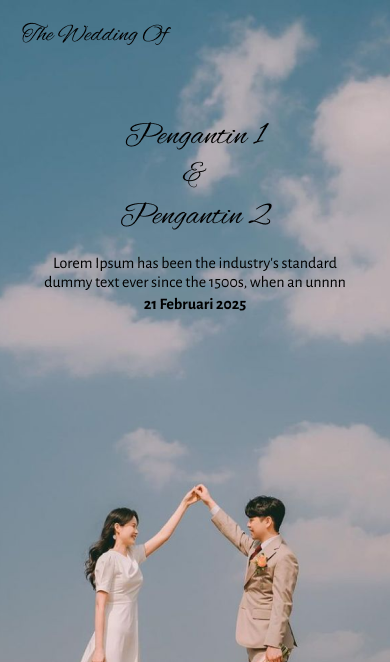 The Wedding Of
Pengantin 1
&
Pengantin 2
Lorem Ipsum has been the industry's standard
dummy text ever since the 1500s, when an unnnn
21 Februari 2025